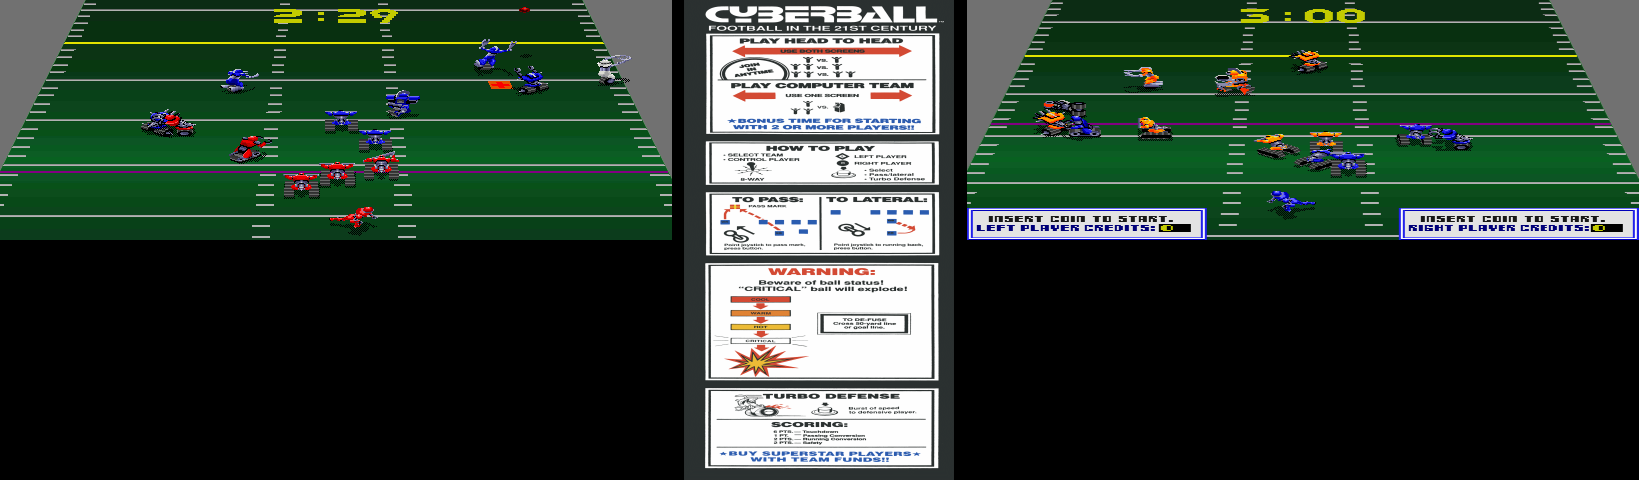 2:29
CYBERBALL
FOOTBALL IN THE 21ST CENTURY
PLAY HEAD TO HEAD
USE BOTH SCREENS
JOIN IN ANYTIME
VS.
VS.
VS.
PLAY COMPUTER TEAM
USE ONE SCREEN
VS.
★BONUS TIME FOR STARTING
WITH 2 OR MORE PLAYERS!!
HOW TO PLAY
• SELECT TEAM
• CONTROL PLAYER
8-WAY
LEFT PLAYER
RIGHT PLAYER
• Select
• Pass/lateral
• Turbo Defense
TO PASS:
PASS MARK
Point joystick to pass mark,
press button.
TO LATERAL:
Point joystick to running back,
press button.
WARNING:
Beware of ball status!
"CRITICAL" ball will explode!
COOL
WARM
HOT
CRITICAL
TO DE-FUSE
Cross 50-yard line
or goal line.
TURBO DEFENSE
Burst of speed
to defensive player.
SCORING:
6 PTS.— Touchdown
1 PT. — Passing Conversion
2 PTS.— Running Conversion
2 PTS.— Safety
★BUY SUPERSTAR PLAYERS★
WITH TEAM FUNDS!!
3:00
INSERT COIN TO START.
LEFT PLAYER CREDITS: 0
INSERT COIN TO START.
RIGHT PLAYER CREDITS: 0